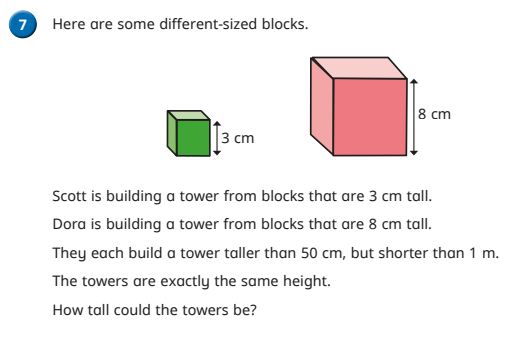 7 Here are some different-sized blocks.
3 cm
8 cm
Scott is building a tower from blocks that are 3 cm tall.
Dora is building a tower from blocks that are 8 cm tall.
They each build a tower taller than 50 cm, but shorter than 1 m.
The towers are exactly the same height.
How tall could the towers be?